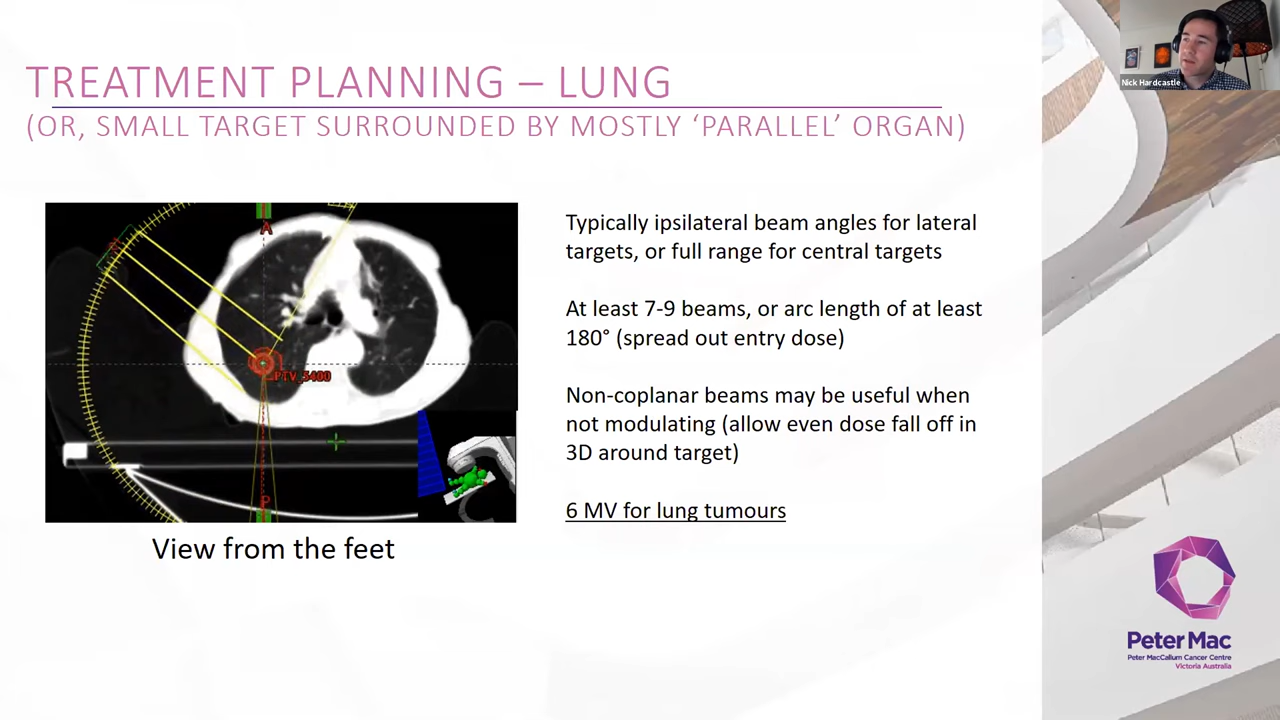 Nick Hardcastle
TREATMENT PLANNING – LUNG
(OR, SMALL TARGET SURROUNDED BY MOSTLY ‘PARALLEL’ ORGAN)
A
PTV_5400
P
View from the feet
Typically ipsilateral beam angles for lateral
targets, or full range for central targets
At least 7-9 beams, or arc length of at least
180° (spread out entry dose)
Non-coplanar beams may be useful when
not modulating (allow even dose fall off in
3D around target)
6 MV for lung tumours
Peter Mac
Peter MacCallum Cancer Centre
Victoria Australia